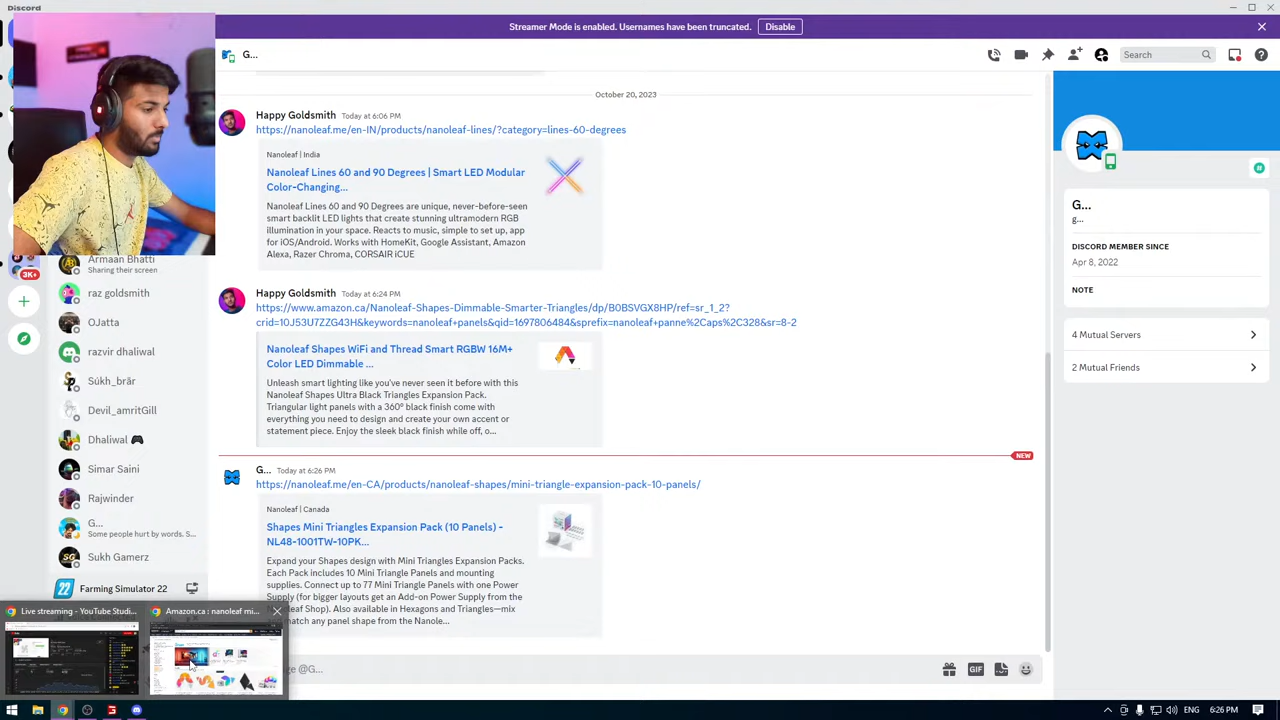 Discord
Streamer Mode is enabled. Usernames have been truncated.
Disable
G...
Search
October 20, 2023
Happy Goldsmith Today at 6:06 PM
https://nanoleaf.me/en-IN/products/nanoleaf-lines/?category=lines-60-degrees
Nanoleaf | India
Nanoleaf Lines 60 and 90 Degrees | Smart LED Modular
Color-Changing...
Nanoleaf Lines 60 and 90 Degrees are unique, never-before-seen
smart backlit LED lights that create stunning ultramodern RGB
illumination in your space. Reacts to music, simple to set up, app
for iOS/Android. Works with HomeKit, Google Assistant, Amazon
Alexa, Razer Chroma, CORSAIR iCUE
Happy Goldsmith Today at 6:24 PM
https://www.amazon.ca/Nanoleaf-Shapes-Dimmable-Smarter-Triangles/dp/B0BSVGX8HP/ref=sr_1_2?
crid=10J53U7ZZG43H&keywords=nanoleaf+panels&qid=1697806484&sprefix=nanoleaf+panne%2Caps%2C328&sr=8-2
Nanoleaf Shapes WiFi and Thread Smart RGBW 16M+
Color LED Dimmable ...
Unleash smart lighting like you've never seen it before with this
Nanoleaf Shapes Ultra Black Triangles Expansion Pack.
Triangular light panels with a 360° black finish come with
everything you need to design and create your own accent or
statement piece. Enjoy the sleek black finish while off, o...
NEW
G... Today at 6:26 PM
https://nanoleaf.me/en-CA/products/nanoleaf-shapes/mini-triangle-expansion-pack-10-panels/
Nanoleaf | Canada
Shapes Mini Triangles Expansion Pack (10 Panels) -
NL48-1001TW-10PK...
Expand your Shapes design with Mini Triangles Expansion Packs.
Each Pack includes 10 Mini Triangle Panels and mounting
supplies. Connect up to 77 Mini Triangle Panels with one Power
Supply (for bigger layouts get an Add-on Power Supply from the
leaf Shop). Also available in Hexagons and Triangles—mix
match any panel shape from the Nanole...
@G...
GIF
3K+
Armaan Bhatti
Sharing their screen
raz goldsmith
OJatta
razvir dhaliwal
Súkh_brãr
Devil_amritGill
Dhaliwal 🎮
Simar Saini
Rajwinder
G...
Some people hurt by words. S...
Sukh Gamerz
22 Farming Simulator 22
Live streaming - YouTube Studi...
Amazon.ca : nanoleaf mi...
G...
g...
DISCORD MEMBER SINCE
Apr 8, 2022
NOTE
4 Mutual Servers
2 Mutual Friends
ENG
6:26 PM